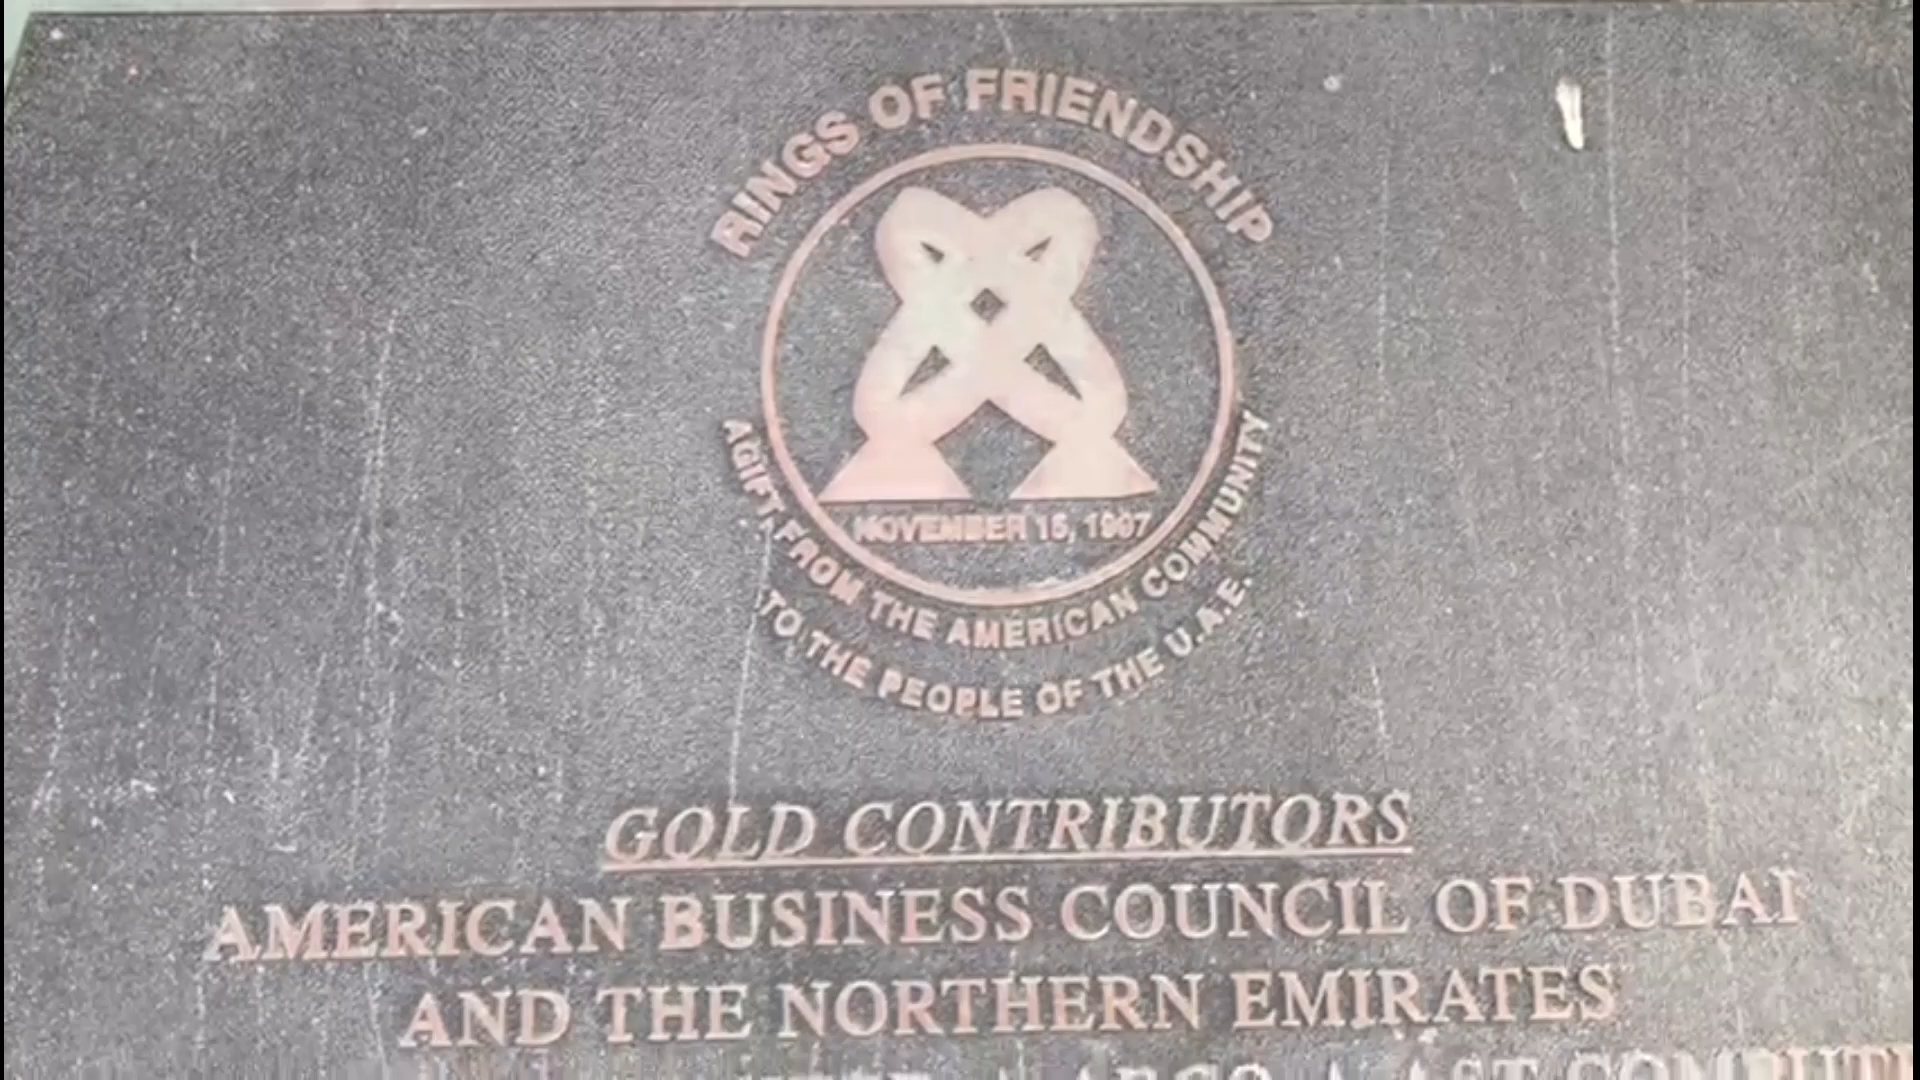 RINGS OF FRIENDSHIP
NOVEMBER 15, 1997
A GIFT FROM THE AMERICAN COMMUNITY
TO THE PEOPLE OF THE U.A.E.
GOLD CONTRIBUTORS
AMERICAN BUSINESS COUNCIL OF DUBAI
AND THE NORTHERN EMIRATES